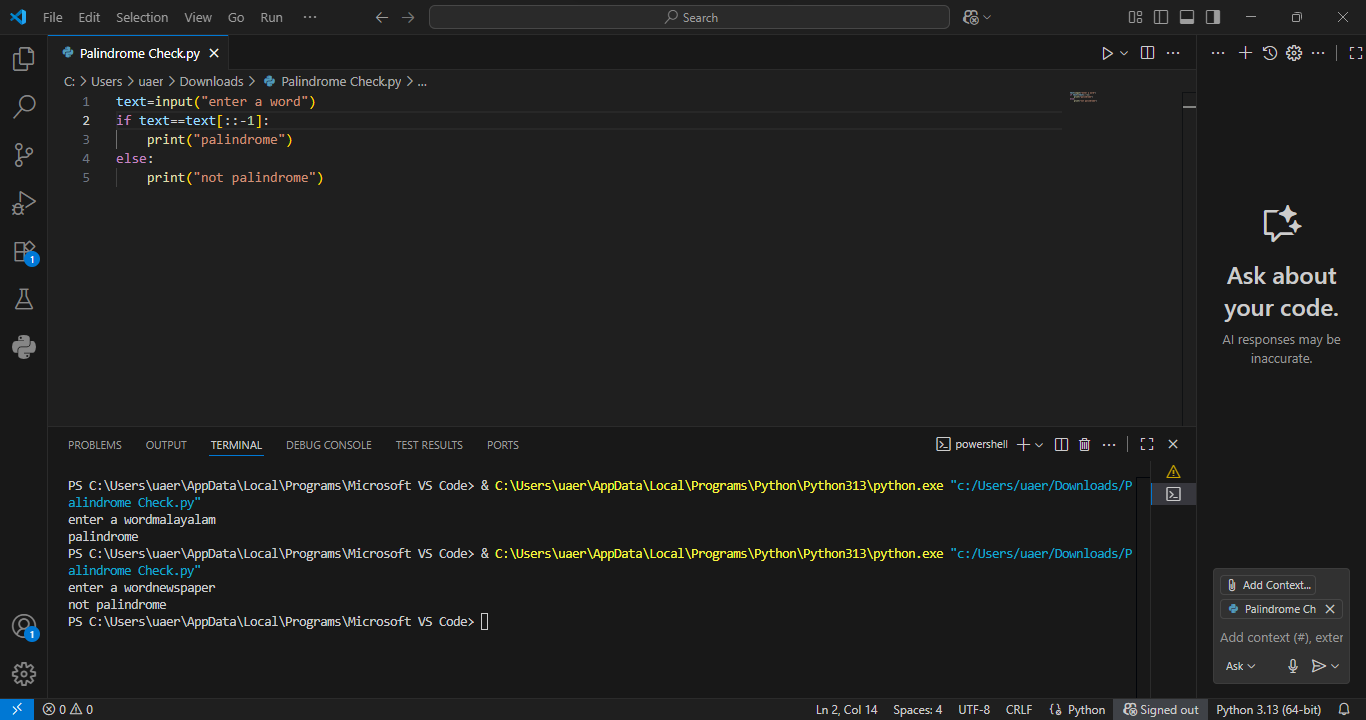 File Edit Selection View Go Run ...
Search
Palindrome Check.py
C: > Users > uaer > Downloads > Palindrome Check.py > ...
1 text=input("enter a word")
2 if text==text[::-1]:
3 print("palindrome")
4 else:
5 print("not palindrome")
Ask about
your code.
AI responses may be
inaccurate.
PROBLEMS OUTPUT TERMINAL DEBUG CONSOLE TEST RESULTS PORTS
powershell
PS C:\Users\uaer\AppData\Local\Programs\Microsoft VS Code> & C:\Users\uaer\AppData\Local\Programs\Python\Python313\python.exe "c:/Users/uaer/Downloads/P
alindrome Check.py"
enter a wordmalayalam
palindrome
PS C:\Users\uaer\AppData\Local\Programs\Microsoft VS Code> & C:\Users\uaer\AppData\Local\Programs\Python\Python313\python.exe "c:/Users/uaer/Downloads/P
alindrome Check.py"
enter a wordnewspaper
not palindrome
PS C:\Users\uaer\AppData\Local\Programs\Microsoft VS Code>
Add Context...
Palindrome Ch
Add context (#), exter
Ask
1
1
0 0
Ln 2, Col 14 Spaces: 4 UTF-8 CRLF Python Signed out Python 3.13 (64-bit)